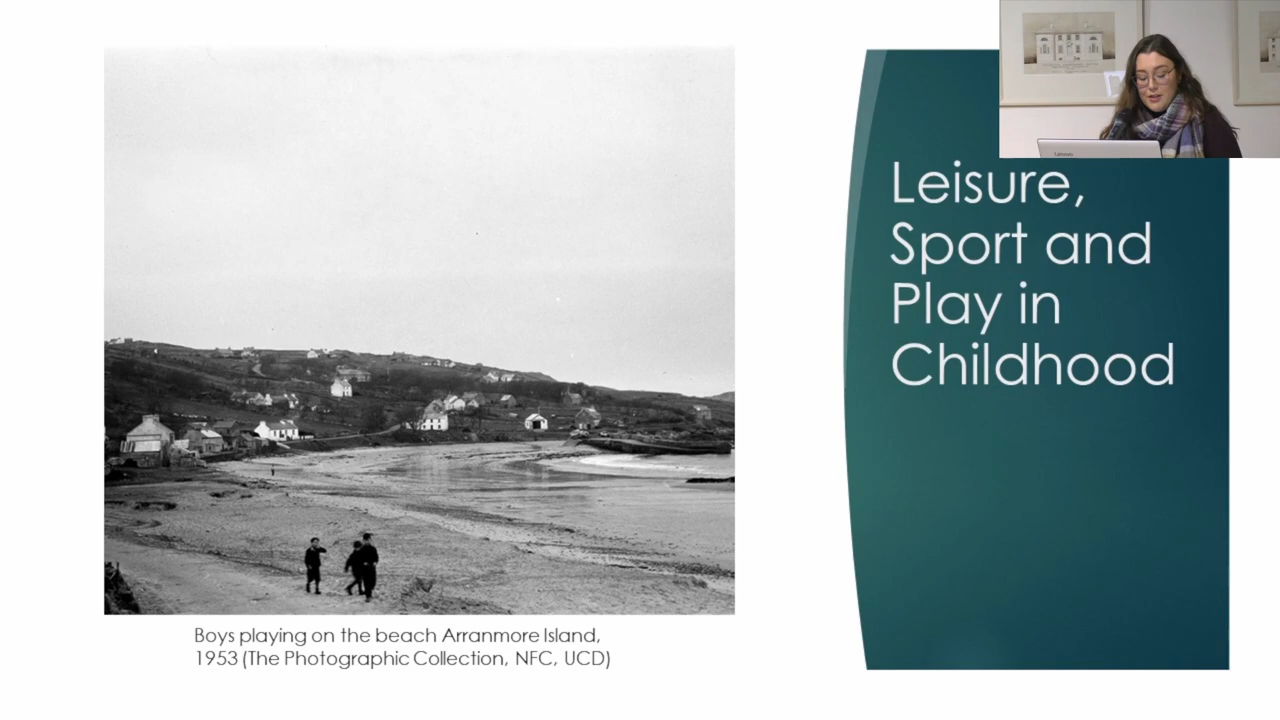 Lenovo
Leisure,
Sport and
Play in
Childhood
Boys playing on the beach Arranmore Island,
1953 (The Photographic Collection, NFC, UCD)